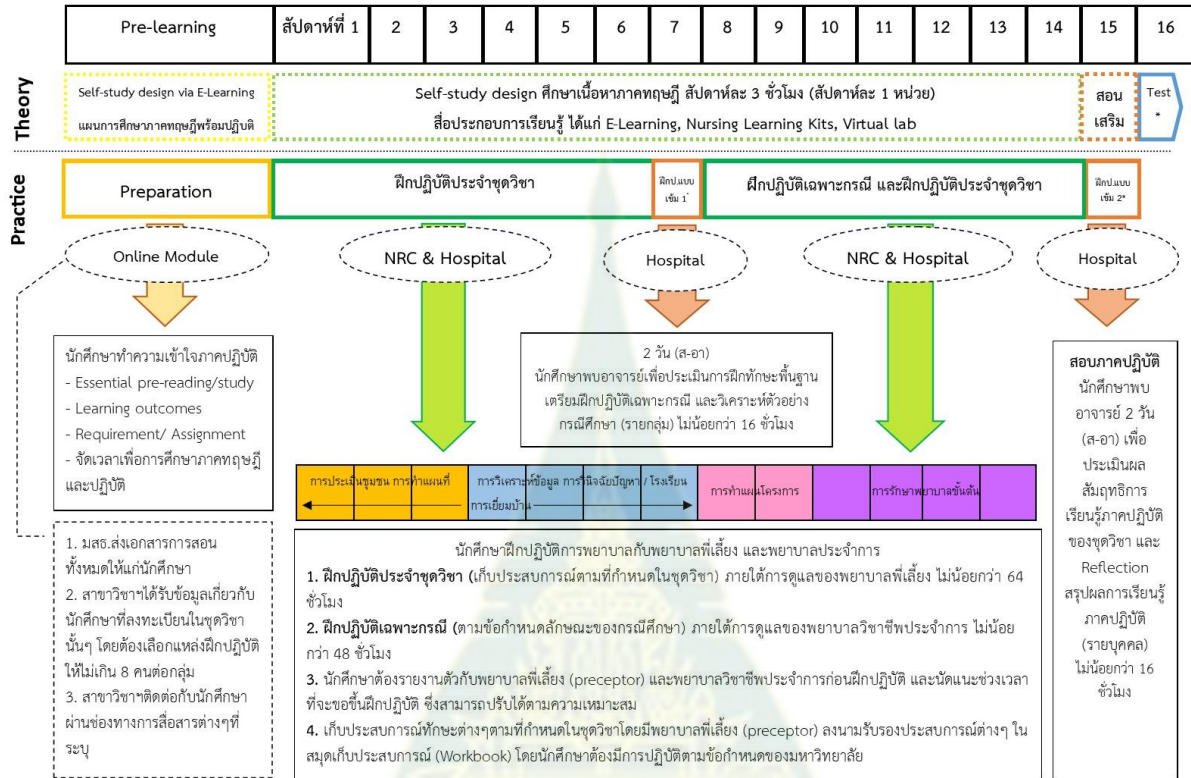 Pre-learning สัปดาห์ที่ 1 2 3 4 5 6 7 8 9 10 11 12 13 14 15 16
Theory
Self-study design via E-Learning
แผนการศึกษาภาคทฤษฎีพร้อมปฏิบัติ
Self-study design ศึกษาเนื้อหาภาคทฤษฎี สัปดาห์ละ 3 ชั่วโมง (สัปดาห์ละ 1 หน่วย)
สื่อประกอบการเรียนรู้ ได้แก่ E-Learning, Nursing Learning Kits, Virtual lab
สอน
เสริม
Test
*
Practice
Preparation
ฝึกปฏิบัติประจำชุดวิชา
ฝึกป.แบบ
เข้ม 1*
ฝึกปฏิบัติเฉพาะกรณี และฝึกปฏิบัติประจำชุดวิชา
ฝึกป.แบบ
เข้ม 2*
Online Module
NRC & Hospital
Hospital
NRC & Hospital
Hospital
นักศึกษาทำความเข้าใจภาคปฏิบัติ
- Essential pre-reading/study
- Learning outcomes
- Requirement/ Assignment
- จัดเวลาเพื่อการศึกษาภาคทฤษฎี
และปฏิบัติ
2 วัน (ส-อา)
นักศึกษาพบอาจารย์เพื่อประเมินการฝึกทักษะพื้นฐาน
เตรียมฝึกปฏิบัติเฉพาะกรณี และวิเคราะห์ตัวอย่าง
กรณีศึกษา (รายกลุ่ม) ไม่น้อยกว่า 16 ชั่วโมง
สอบภาคปฏิบัติ
นักศึกษาพบ
อาจารย์ 2 วัน
(ส-อา) เพื่อ
ประเมินผล
สัมฤทธิการ
เรียนรู้ภาคปฏิบัติ
ของชุดวิชา และ
Reflection
สรุปผลการเรียนรู้
ภาคปฏิบัติ
(รายบุคคล)
ไม่น้อยกว่า 16
ชั่วโมง
การประเมินชุมชน การทำแผนที่
การวิเคราะห์ข้อมูล การวินิจฉัยปัญหา / โรงเรียน
การเยี่ยมบ้าน
การทำแผนโครงการ
การรักษาพยาบาลขั้นต้น
1. มสธ.ส่งเอกสารการสอน
ทั้งหมดให้แก่นักศึกษา
2. สาขาวิชาฯได้รับข้อมูลเกี่ยวกับ
นักศึกษาที่ลงทะเบียนในชุดวิชา
นั้นๆ โดยต้องเลือกแหล่งฝึกปฏิบัติ
ให้ไม่เกิน 8 คนต่อกลุ่ม
3. สาขาวิชาฯติดต่อกับนักศึกษา
ผ่านช่องทางการสื่อสารต่างๆที่
ระบุ
นักศึกษาฝึกปฏิบัติการพยาบาลกับพยาบาลพี่เลี้ยง และพยาบาลประจำการ
1. ฝึกปฏิบัติประจำชุดวิชา (เก็บประสบการณ์ตามที่กำหนดในชุดวิชา) ภายใต้การดูแลของพยาบาลพี่เลี้ยง ไม่น้อยกว่า 64
ชั่วโมง
2. ฝึกปฏิบัติเฉพาะกรณี (ตามข้อกำหนดลักษณะของกรณีศึกษา) ภายใต้การดูแลของพยาบาลวิชาชีพประจำการ ไม่น้อย
กว่า 48 ชั่วโมง
3. นักศึกษาต้องรายงานตัวกับพยาบาลพี่เลี้ยง (preceptor) และพยาบาลวิชาชีพประจำการก่อนฝึกปฏิบัติ และนัดแนะช่วงเวลา
ที่จะขอขึ้นฝึกปฏิบัติ ซึ่งสามารถปรับได้ตามความเหมาะสม
4. เก็บประสบการณ์ทักษะต่างๆตามที่กำหนดในชุดวิชาโดยมีพยาบาลพี่เลี้ยง (preceptor) ลงนามรับรองประสบการณ์ต่างๆ ใน
สมุดเก็บประสบการณ์ (Workbook) โดยนักศึกษาต้องมีการปฏิบัติตามข้อกำหนดของมหาวิทยาลัย